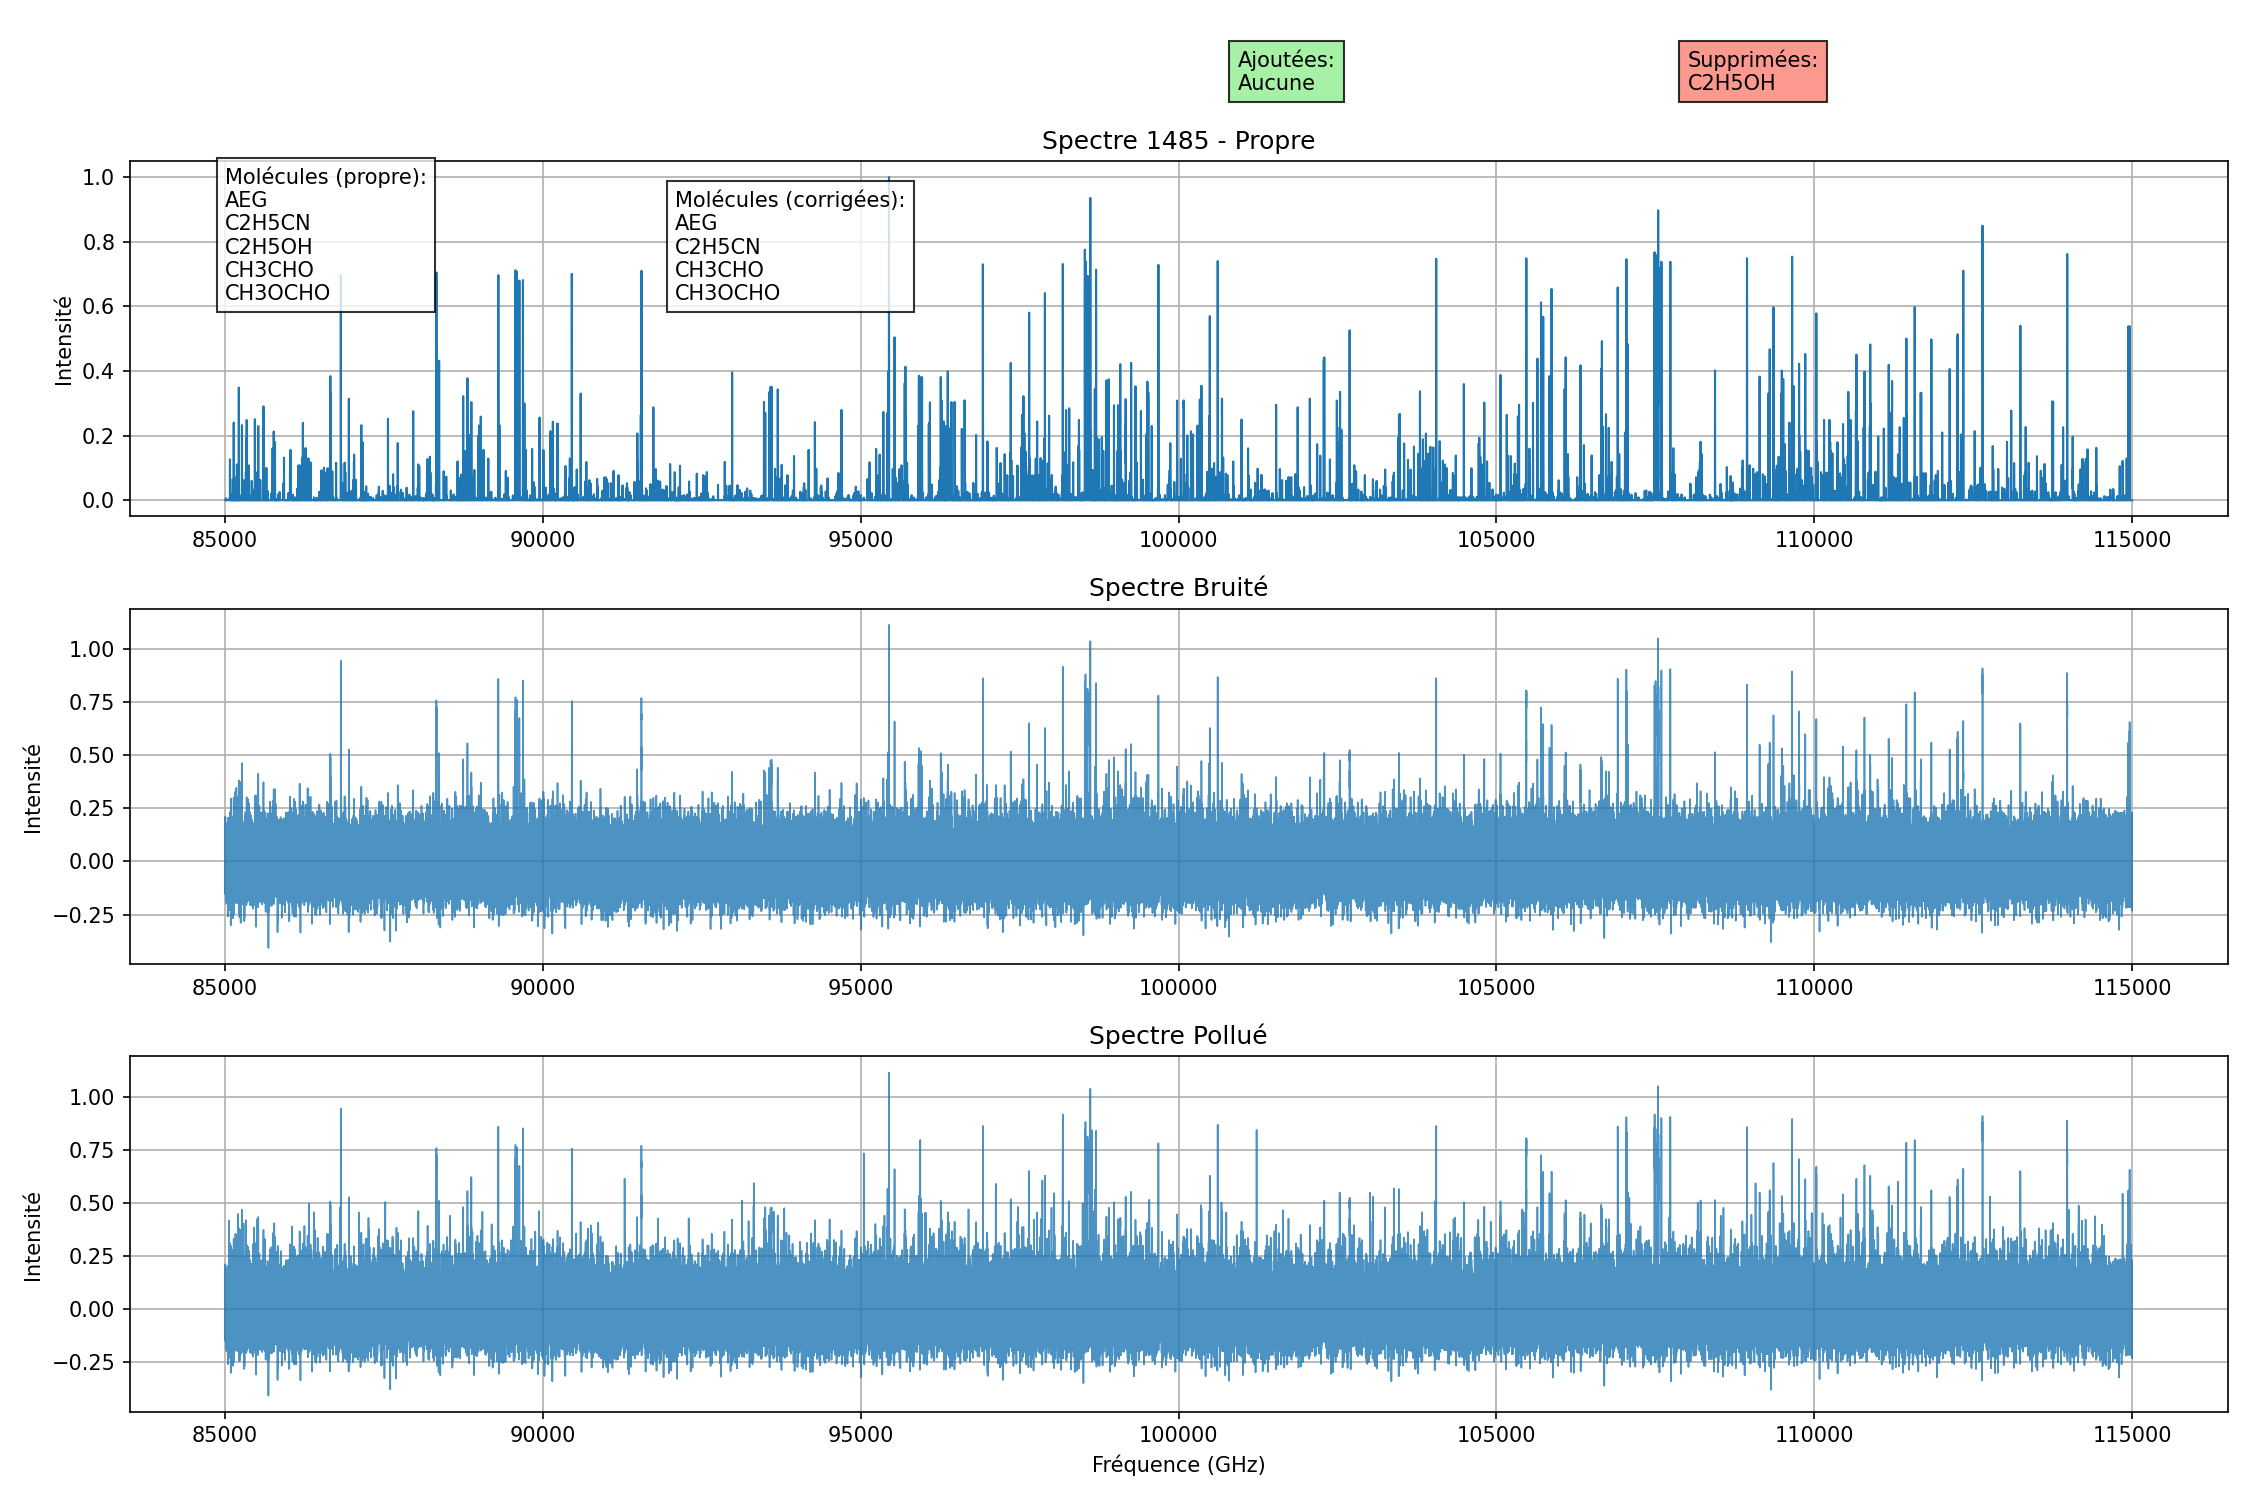 Ajoutées:
Aucune
Supprimées:
C2H5OH
Spectre 1485 - Propre
Molécules (propre):
AEG
C2H5CN
C2H5OH
CH3CHO
CH3OCHO
Molécules (corrigées):
AEG
C2H5CN
CH3CHO
CH3OCHO
Intensité
1.0
0.8
0.6
0.4
0.2
0.0
85000 90000 95000 100000 105000 110000 115000
Spectre Bruité
Intensité
1.00
0.75
0.50
0.25
0.00
−0.25
85000 90000 95000 100000 105000 110000 115000
Spectre Pollué
Intensité
1.00
0.75
0.50
0.25
0.00
−0.25
85000 90000 95000 100000 105000 110000 115000
Fréquence (GHz)